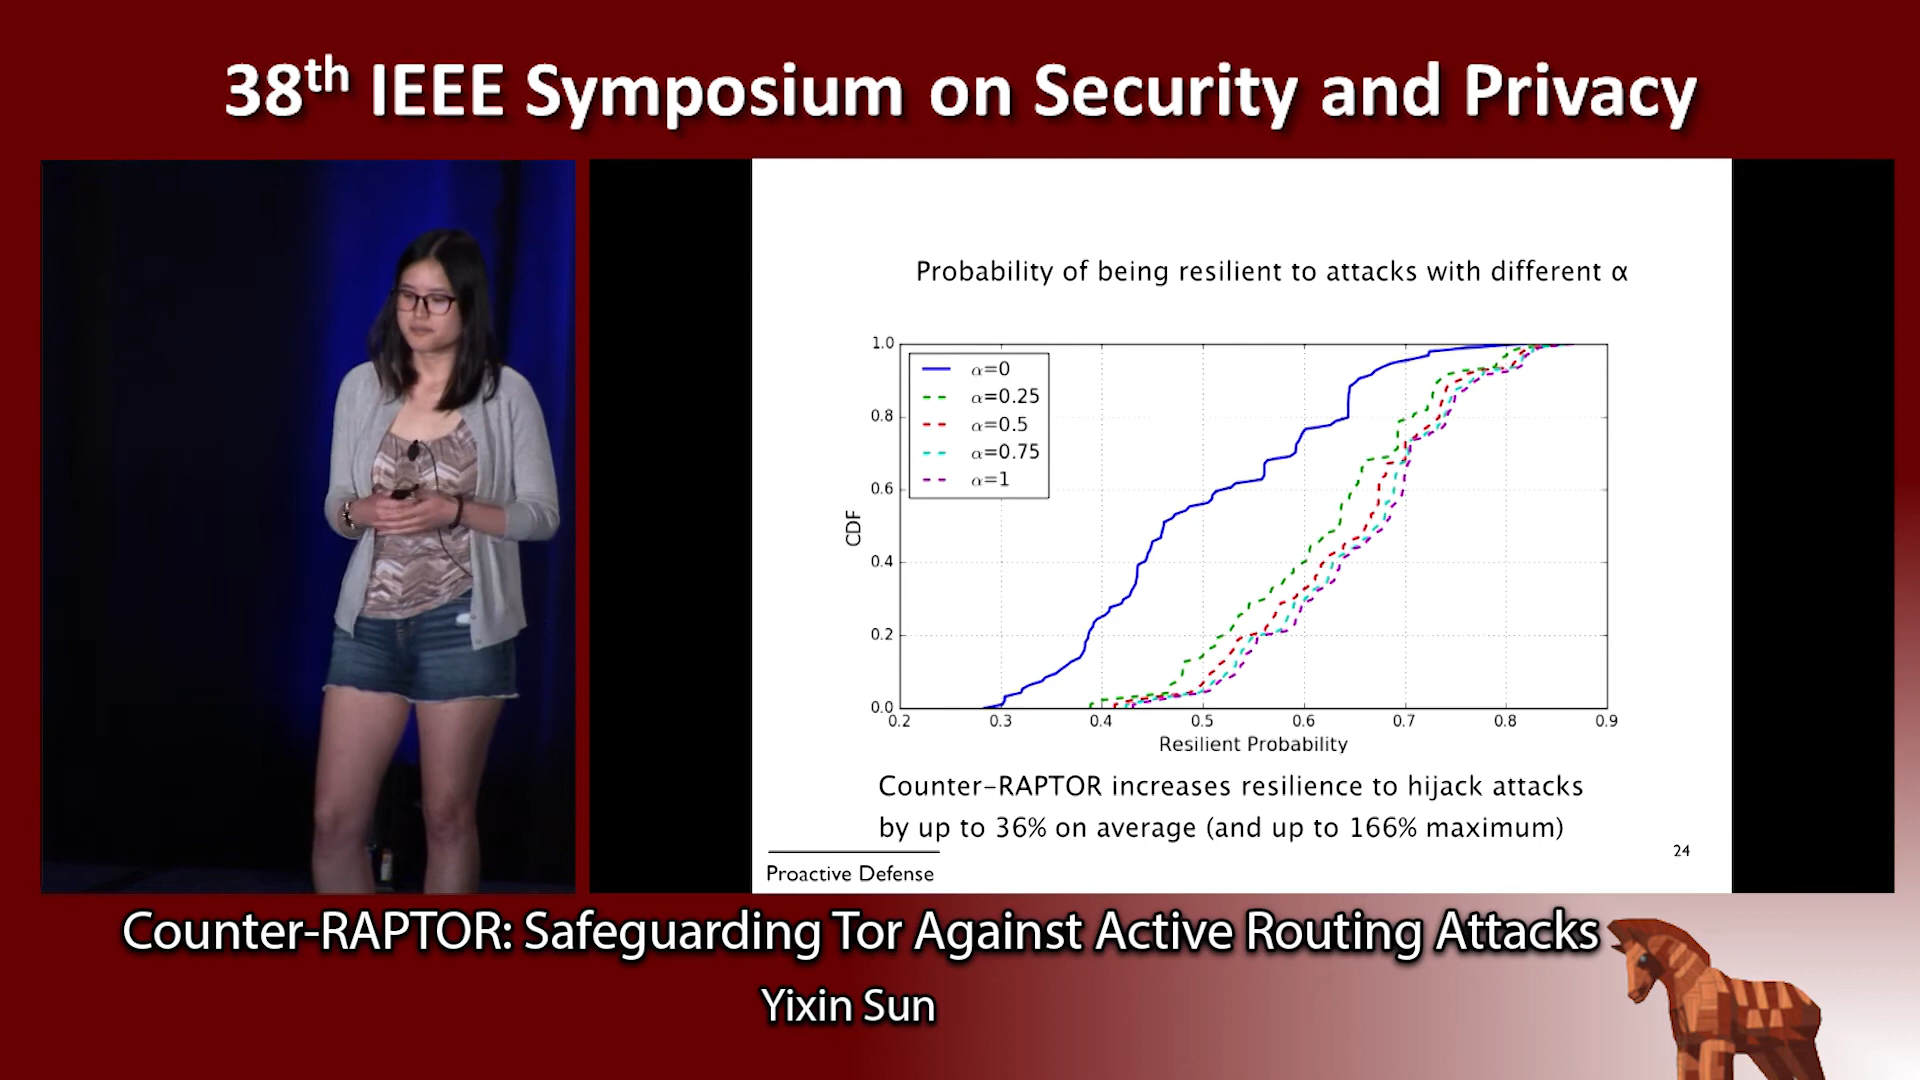 38th IEEE Symposium on Security and Privacy
Probability of being resilient to attacks with different α
1.0
0.8
0.6
0.4
0.2
0.0
CDF
α=0
α=0.25
α=0.5
α=0.75
α=1
0.2 0.3 0.4 0.5 0.6 0.7 0.8 0.9
Resilient Probability
Counter-RAPTOR increases resilience to hijack attacks
by up to 36% on average (and up to 166% maximum)
24
Proactive Defense
Counter-RAPTOR: Safeguarding Tor Against Active Routing Attacks
Yixin Sun